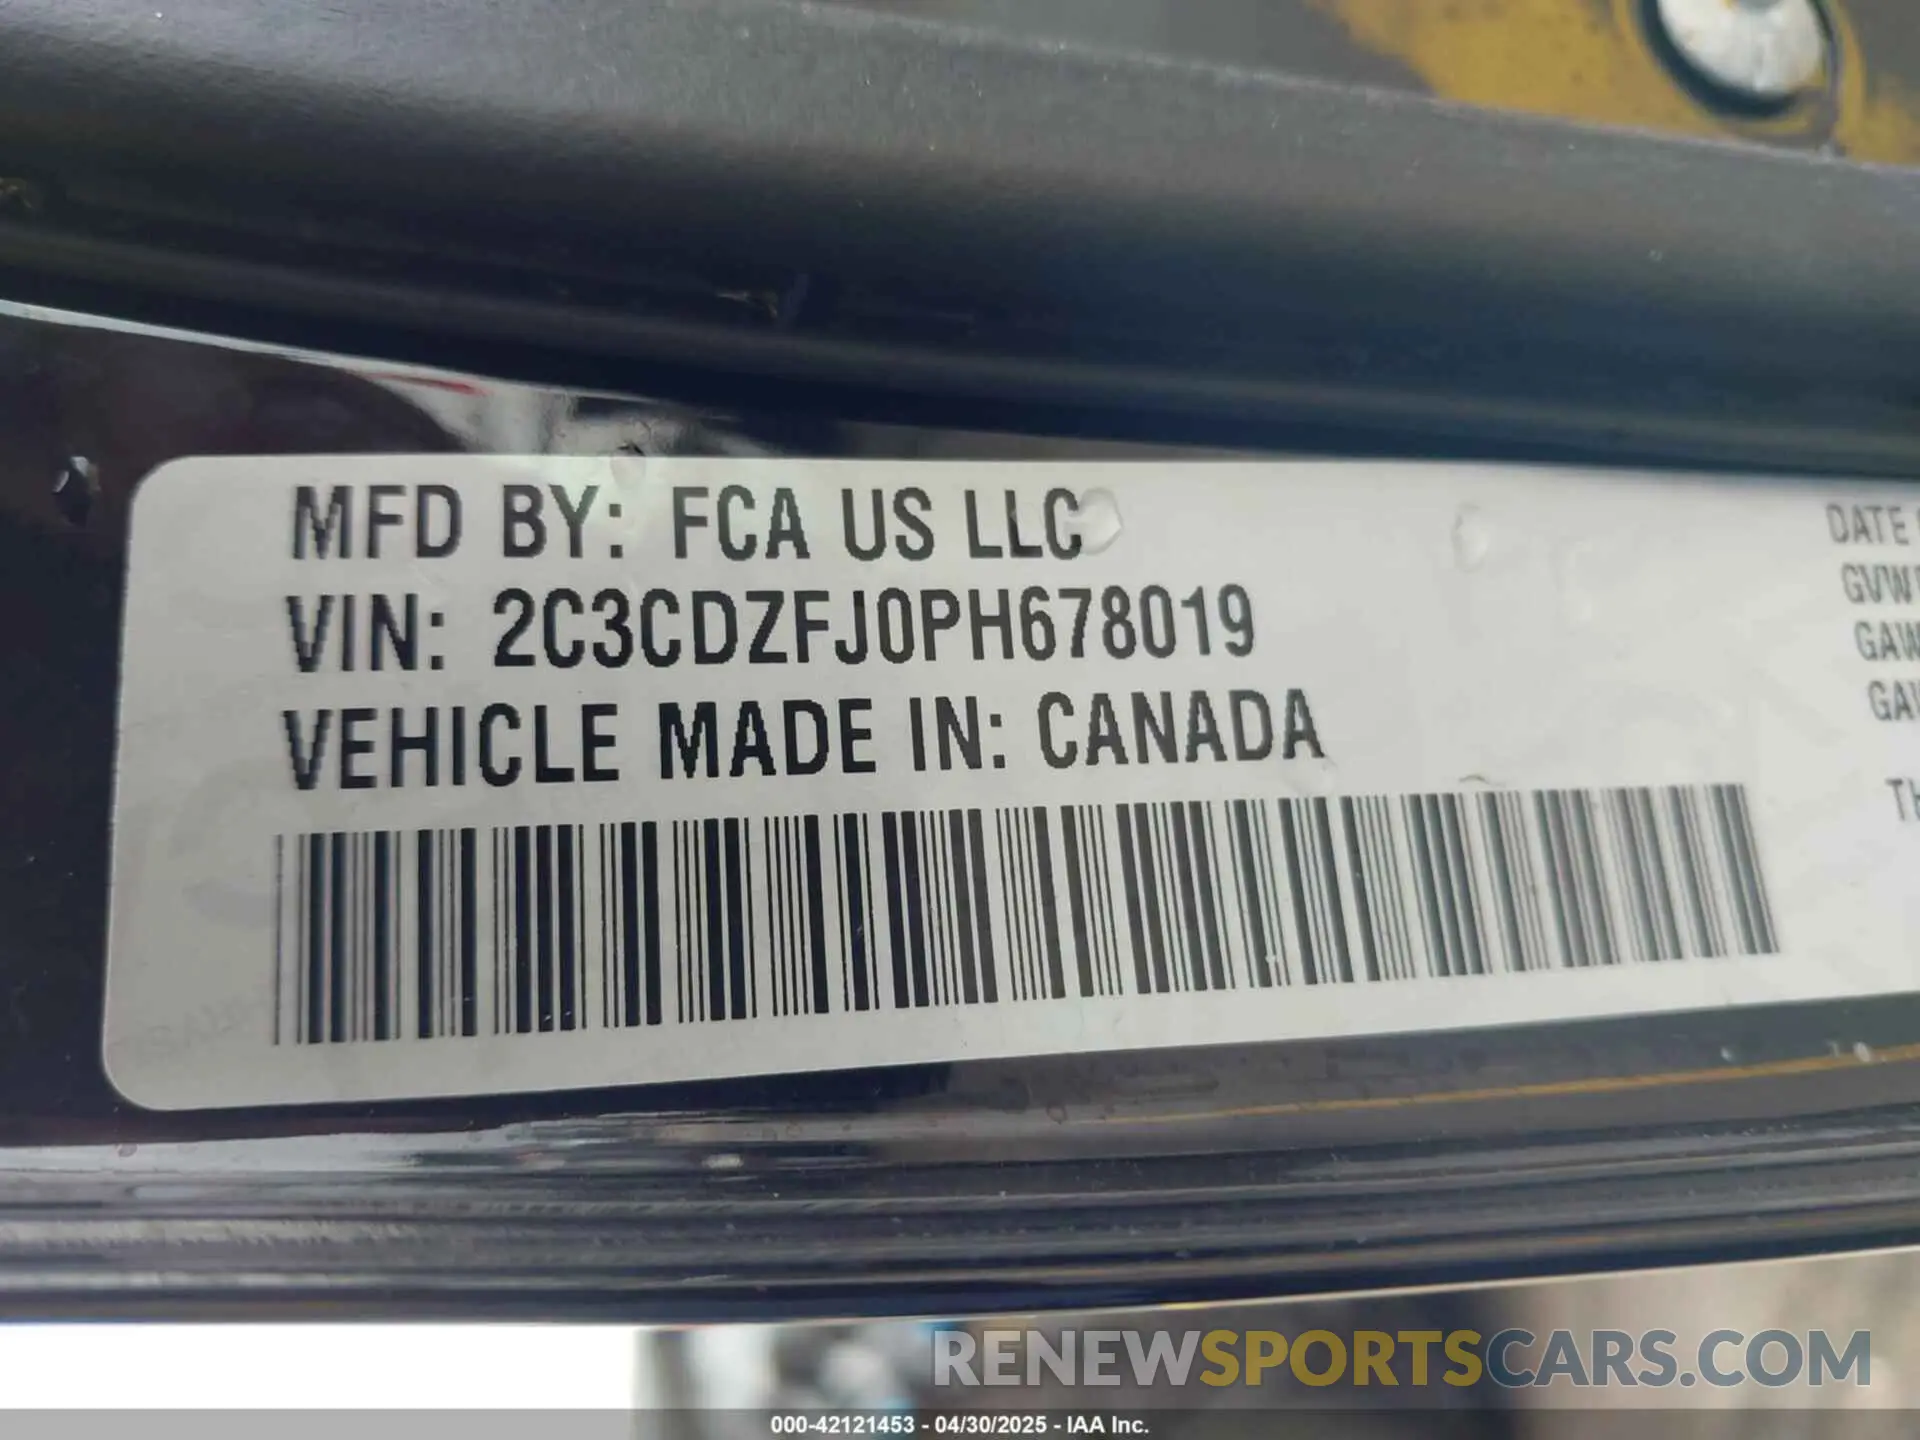 MFD BY: FCA US LLC
VIN: 2C3CDZFJ0PH678019
VEHICLE MADE IN: CANADA
DATE
RENEWSPORTSCARS.COM
000-42121453 - 04/30/2025 - IAA Inc.